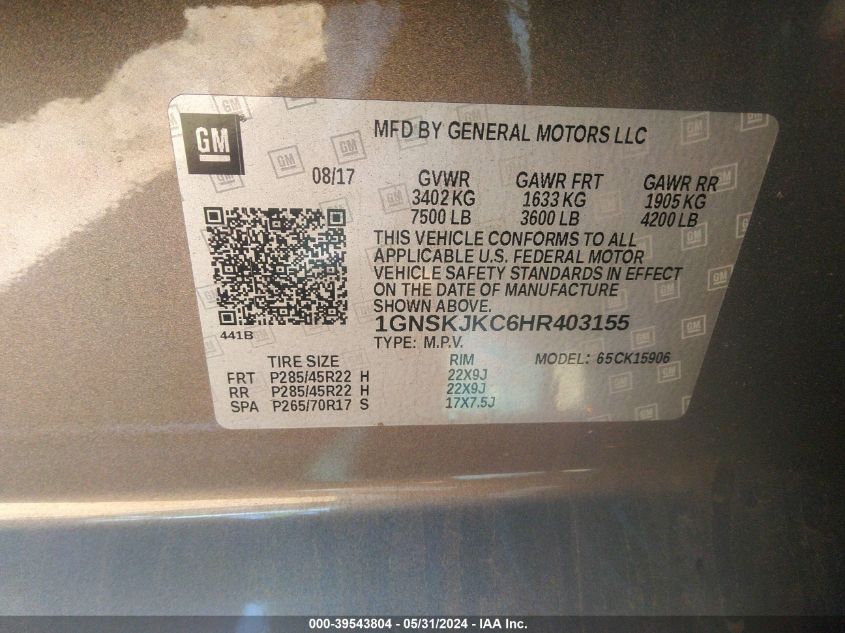 GM
MFD BY GENERAL MOTORS LLC
08/17
GVWR GAWR FRT GAWR RR
3402 KG 1633 KG 1905 KG
7500 LB 3600 LB 4200 LB
THIS VEHICLE CONFORMS TO ALL
APPLICABLE U.S. FEDERAL MOTOR
VEHICLE SAFETY STANDARDS IN EFFECT
ON THE DATE OF MANUFACTURE
SHOWN ABOVE.
1GNSKJKC6HR403155
441B
TYPE: M.P.V.
TIRE SIZE RIM MODEL: 65CK15906
FRT P285/45R22 H 22X9J
RR P285/45R22 H 22X9J
SPA P265/70R17 S 17X7.5J
000-39543804 - 05/31/2024 - IAA Inc.